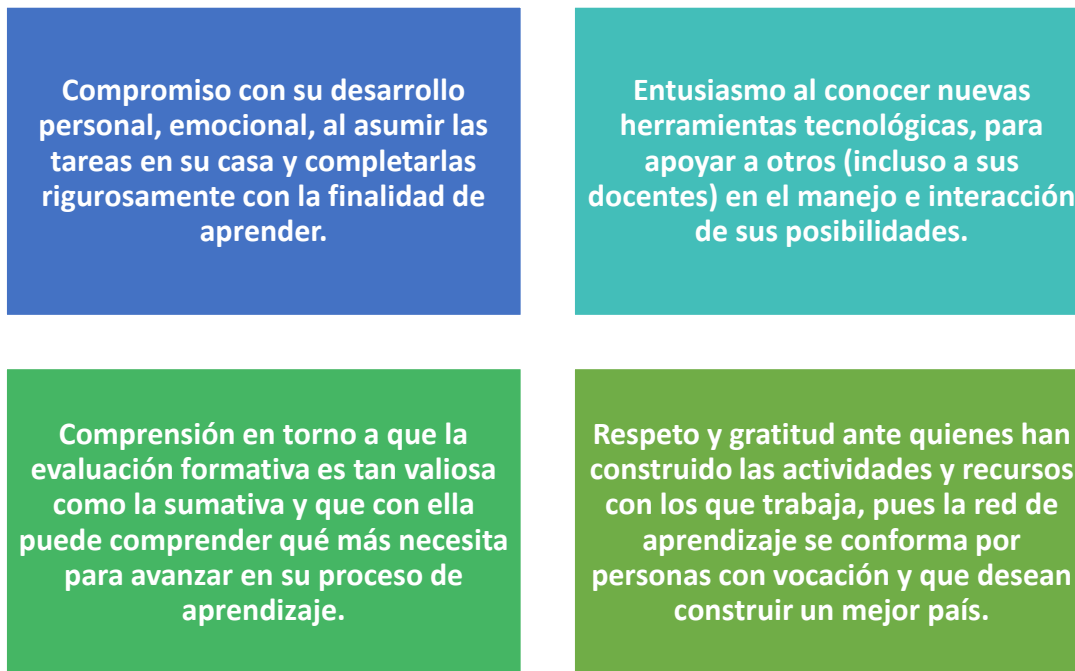 Compromiso con su desarrollo
personal, emocional, al asumir las
tareas en su casa y completarlas
rigurosamente con la finalidad de
aprender.
Entusiasmo al conocer nuevas
herramientas tecnológicas, para
apoyar a otros (incluso a sus
docentes) en el manejo e interacción
de sus posibilidades.
Comprensión en torno a que la
evaluación formativa es tan valiosa
como la sumativa y que con ella
puede comprender qué más necesita
para avanzar en su proceso de
aprendizaje.
Respeto y gratitud ante quienes han
construido las actividades y recursos
con los que trabaja, pues la red de
aprendizaje se conforma por
personas con vocación y que desean
construir un mejor país.